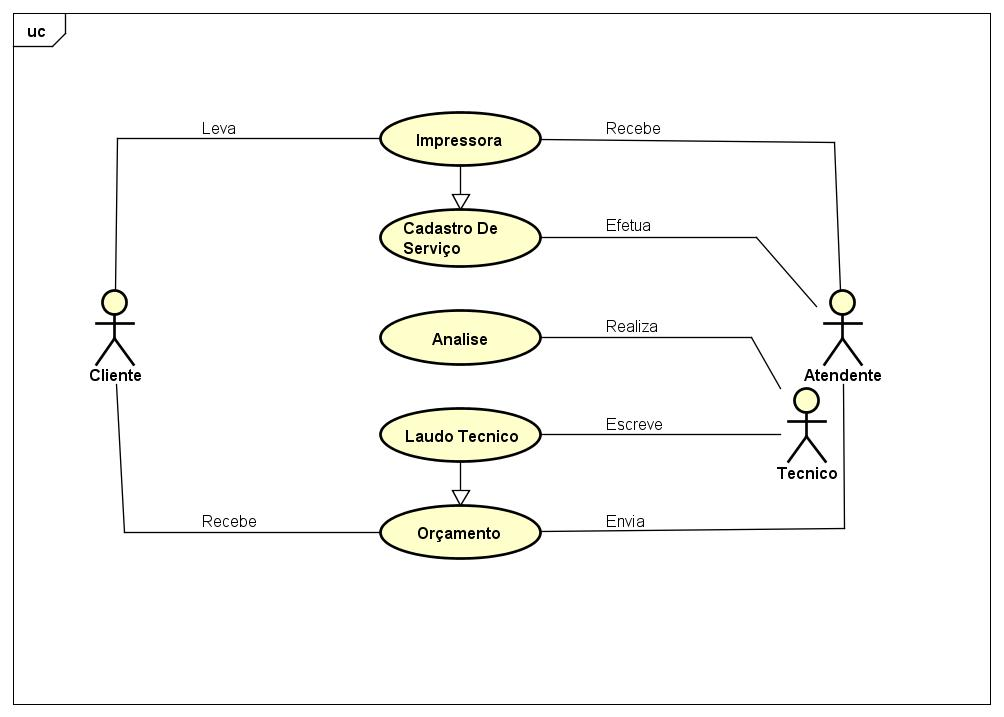 uc
Leva
Impressora
Recebe
Cadastro De
Serviço
Efetua
Analise
Realiza
Cliente
Atendente
Laudo Tecnico
Escreve
Tecnico
Recebe
Orçamento
Envia